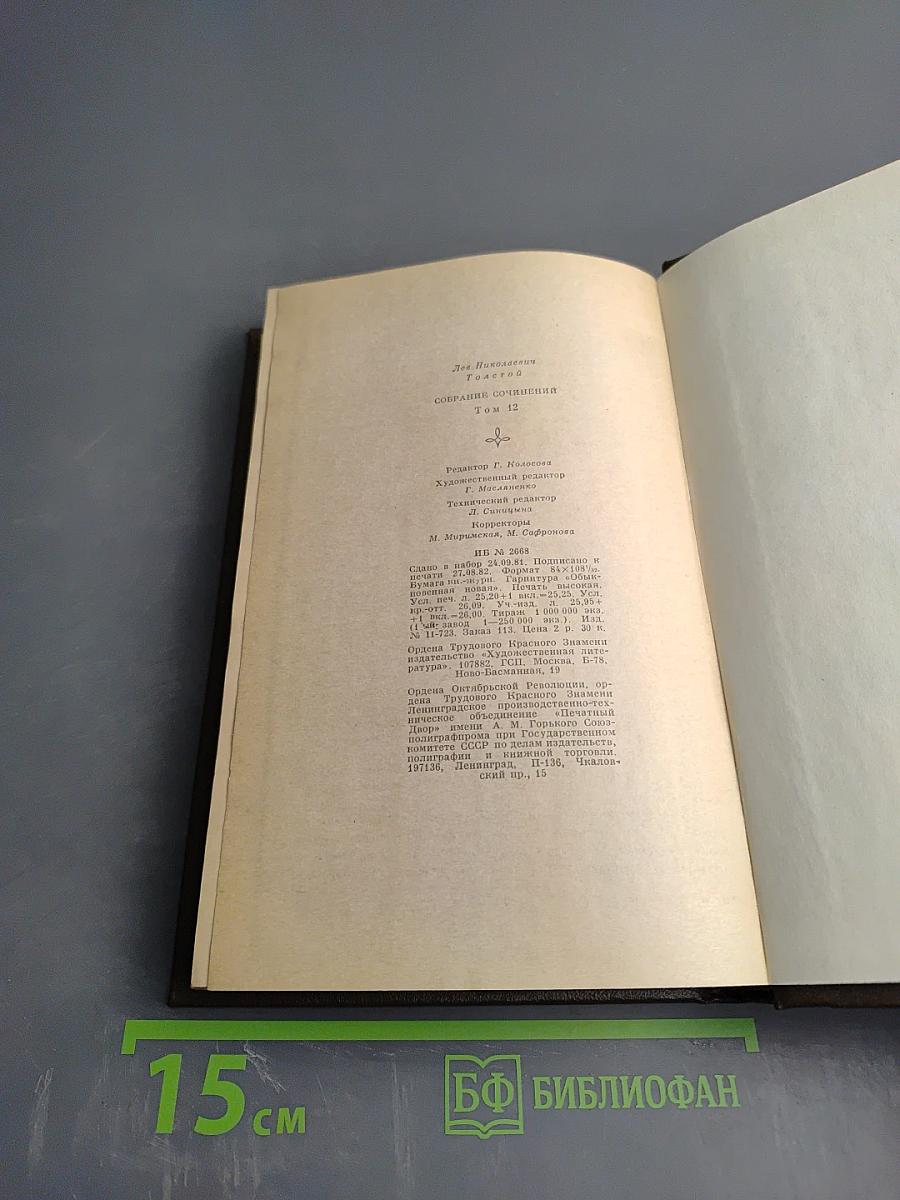 Лев Николаевич
Толстой
СОБРАНИЕ СОЧИНЕНИЙ
Том 12
Редактор Г. Колосова
Художественный редактор
Г. Масляненко
Технический редактор
Л. Синицына
Корректоры
М. Миримская, М. Сафронова
ИБ № 2668
Сдано в набор 24.09.81. Подписано к
печати 27.08.82. Формат 84×108¹/₃₂.
Бумага кн.-журн. Гарнитура «Обык-
новенная новая». Печать высокая.
Усл. печ. л. 25,20+1 вкл.=25,25. Усл.
кр.-отт. 26,09. Уч.-изд. л. 25,95+
+1 вкл.=26,00. Тираж 1 000 000 экз.
(1-ый завод 1—250 000 экз.). Изд.
№ II-723. Заказ 113. Цена 2 р. 30 к.
Ордена Трудового Красного Знамени
издательство «Художественная лите-
ратура». 107882, ГСП, Москва, Б-78,
Ново-Басманная, 19
Ордена Октябрьской Революции, ор-
дена Трудового Красного Знамени
Ленинградское производственно-тех-
ническое объединение «Печатный
Двор» имени А. М. Горького Союз-
полиграфпрома при Государственном
комитете СССР по делам издательств,
полиграфии и книжной торговли.
197136, Ленинград, П-136, Чкалов-
ский пр., 15
15 см
БФ БИБЛИОФАН